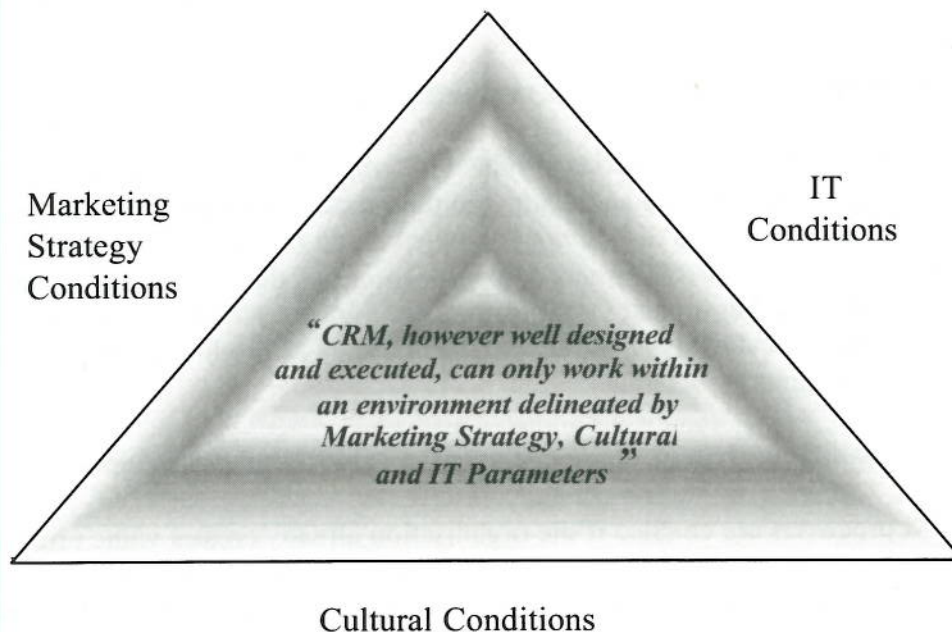 Marketing
Strategy
Conditions
IT
Conditions
“CRM, however well designed
and executed, can only work within
an environment delineated by
Marketing Strategy, Cultural
and IT Parameters”
Cultural Conditions